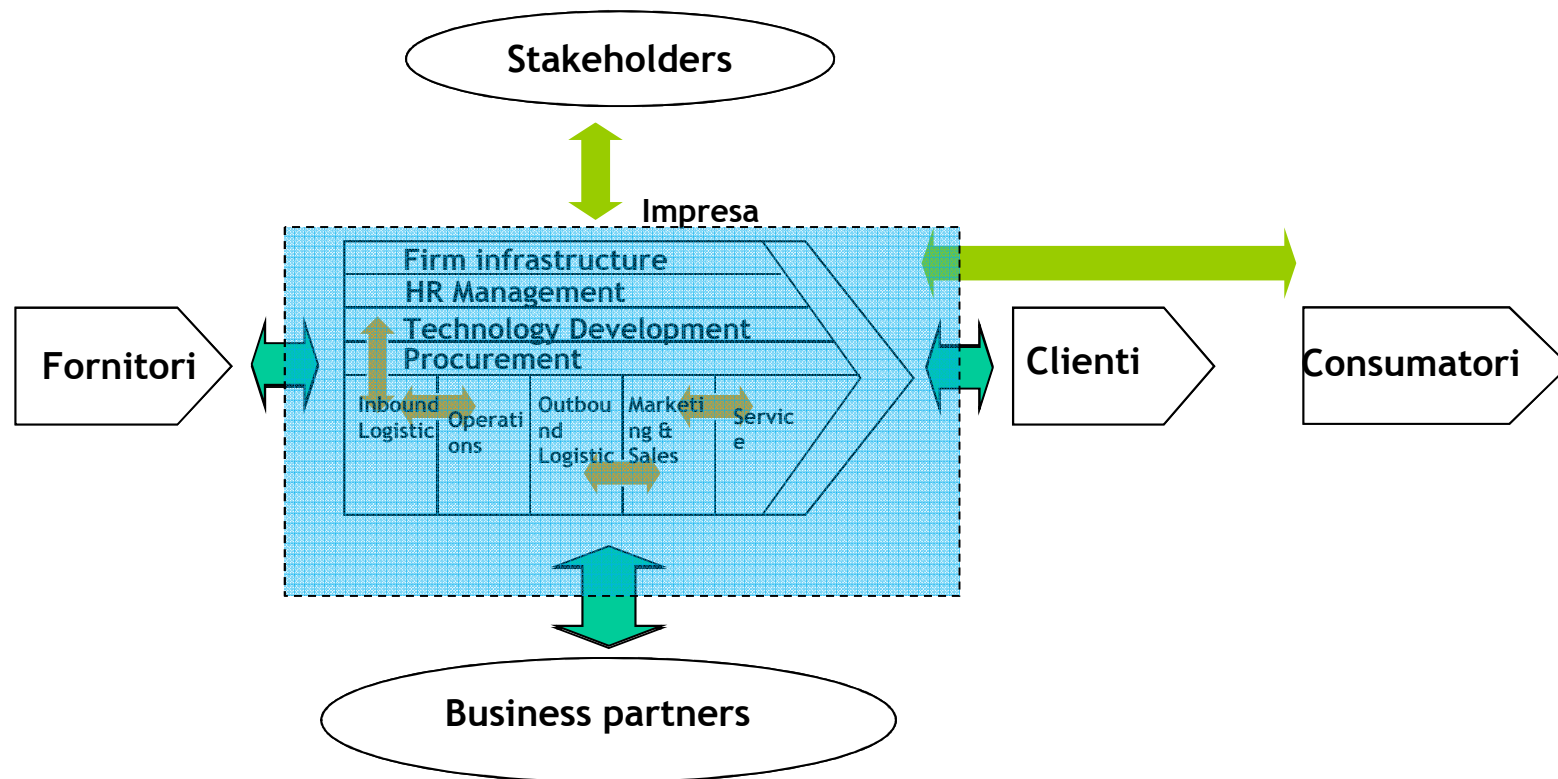 Stakeholders
Impresa
Firm infrastructure
HR Management
Technology Development
Procurement
Fornitori
Clienti
Consumatori
Inbound
Logistic
Operati
ons
Outbou
nd
Logistic
Marketi
ng &
Sales
Servic
e
Business partners